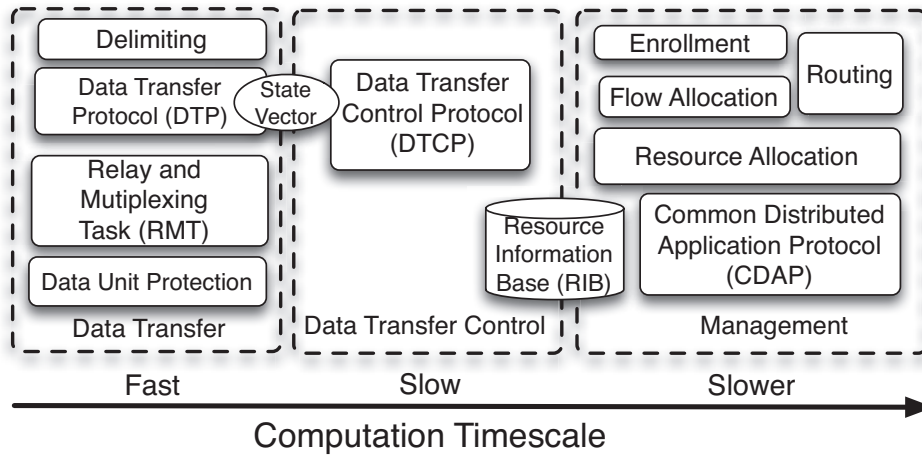 Delimiting
Data Transfer
Protocol (DTP)
State
Vector
Relay and
Mutiplexing
Task (RMT)
Data Unit Protection
Data Transfer
Data Transfer
Control Protocol
(DTCP)
Resource
Information
Base (RIB)
Data Transfer Control
Enrollment
Routing
Flow Allocation
Resource Allocation
Common Distributed
Application Protocol
(CDAP)
Management
Fast
Slow
Slower
Computation Timescale